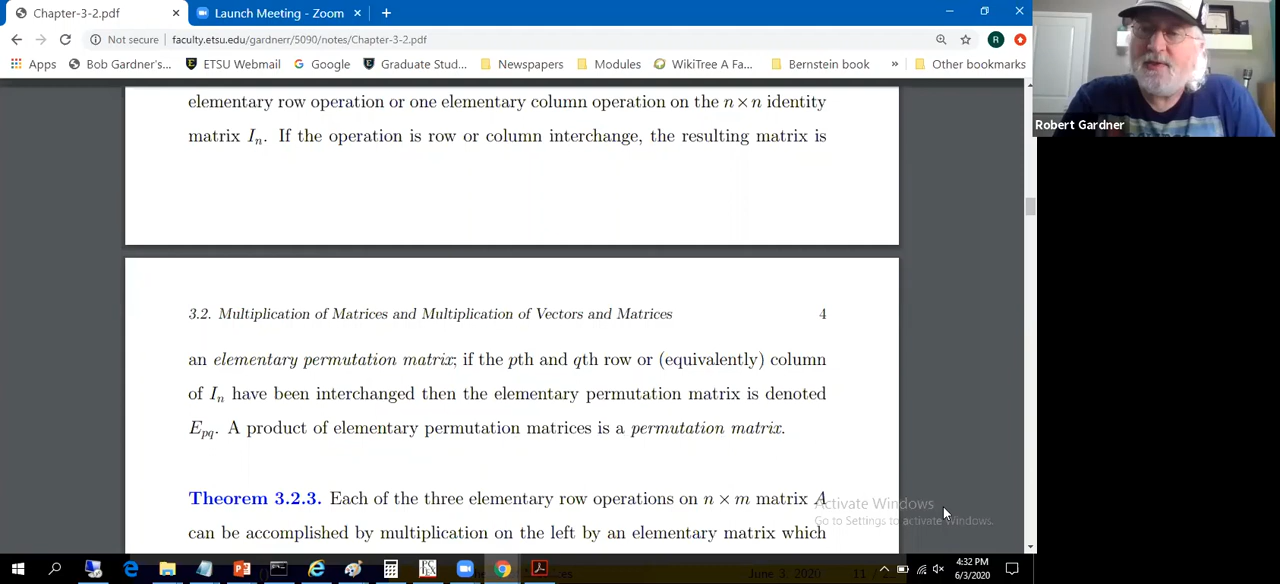 Chapter-3-2.pdf
Launch Meeting - Zoom
Not secure | faculty.etsu.edu/gardnerr/5090/notes/Chapter-3-2.pdf
R
Apps Bob Gardner's... ETSU Webmail Google Graduate Stud... Newspapers Modules WikiTree A Fa... Bernstein book » Other bookmarks
elementary row operation or one elementary column operation on the n × n identity
matrix Iₙ. If the operation is row or column interchange, the resulting matrix is
3.2. Multiplication of Matrices and Multiplication of Vectors and Matrices 4
an elementary permutation matrix; if the pth and qth row or (equivalently) column
of Iₙ have been interchanged then the elementary permutation matrix is denoted
E_pq. A product of elementary permutation matrices is a permutation matrix.
Theorem 3.2.3. Each of the three elementary row operations on n × m matrix A
can be accomplished by multiplication on the left by an elementary matrix which
Activate Windows
Go to Settings to activate Windows.
Robert Gardner
4:32 PM
6/3/2020
June 3, 2020